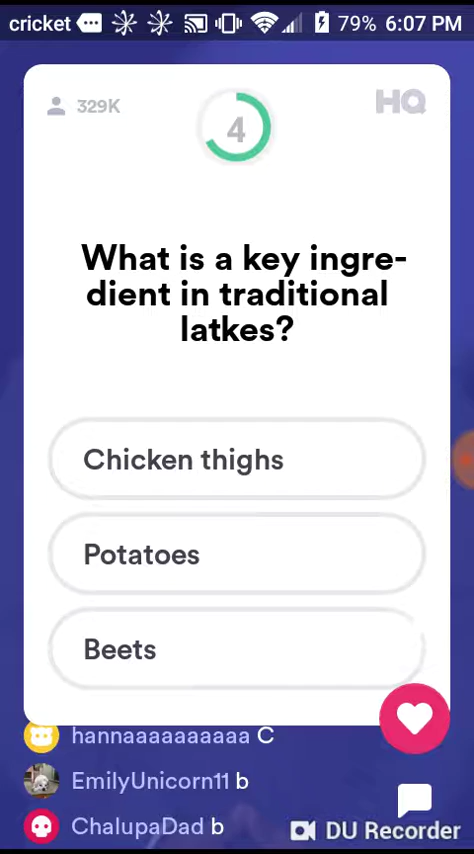 cricket 79% 6:07 PM
329K
4
HQ
What is a key ingre-
dient in traditional
latkes?
Chicken thighs
Potatoes
Beets
hannaaaaaaaaaa C
EmilyUnicorn11 b
ChalupaDad b
DU Recorder